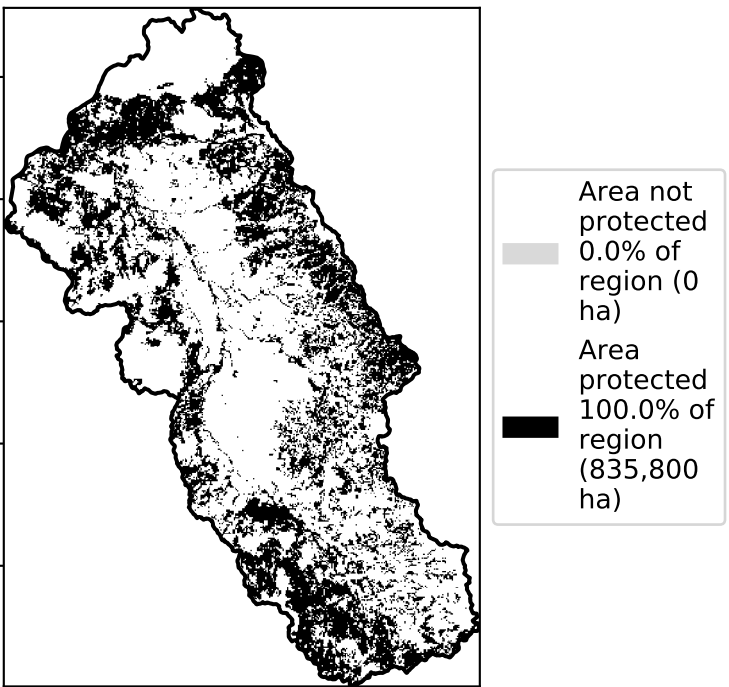 Area not
protected
0.0% of
region (0
ha)
Area
protected
100.0% of
region
(835,800
ha)